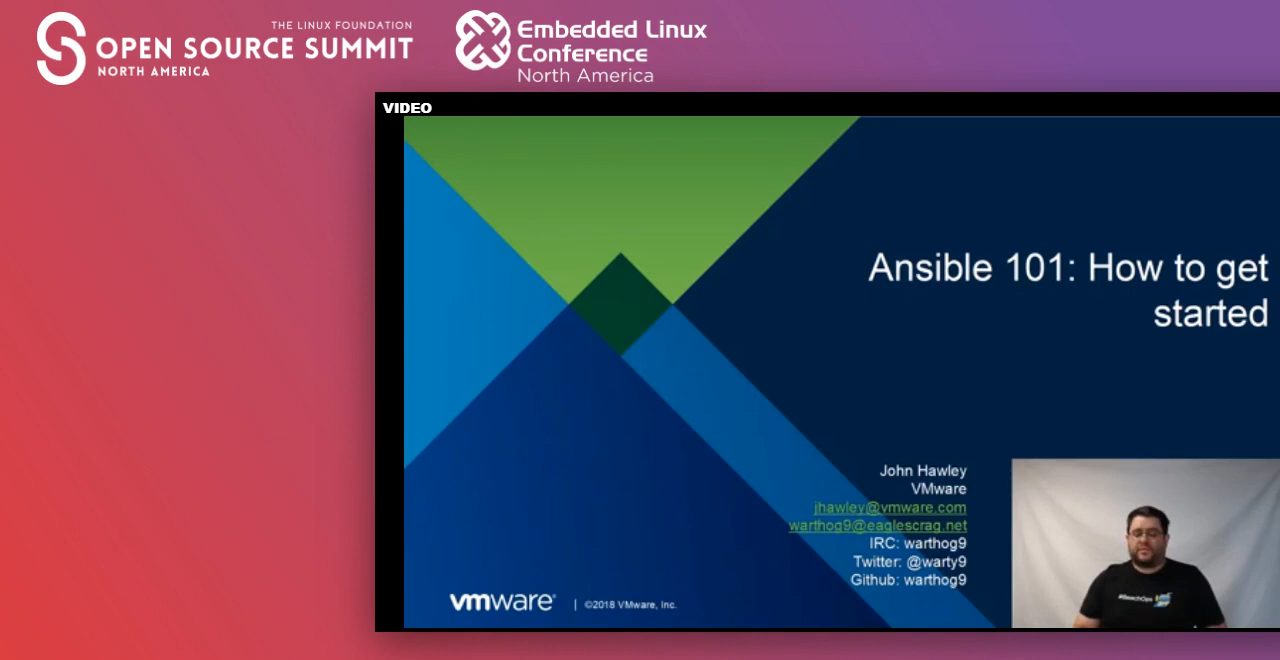 THE LINUX FOUNDATION
OPEN SOURCE SUMMIT
NORTH AMERICA
Embedded Linux
Conference
North America
VIDEO
Ansible 101: How to get
started
John Hawley
VMware
jhawley@vmware.com
warthog9@eaglescrag.net
IRC: warthog9
Twitter: @warty9
Github: warthog9
vmware® | ©2018 VMware, Inc.
#BeachOps